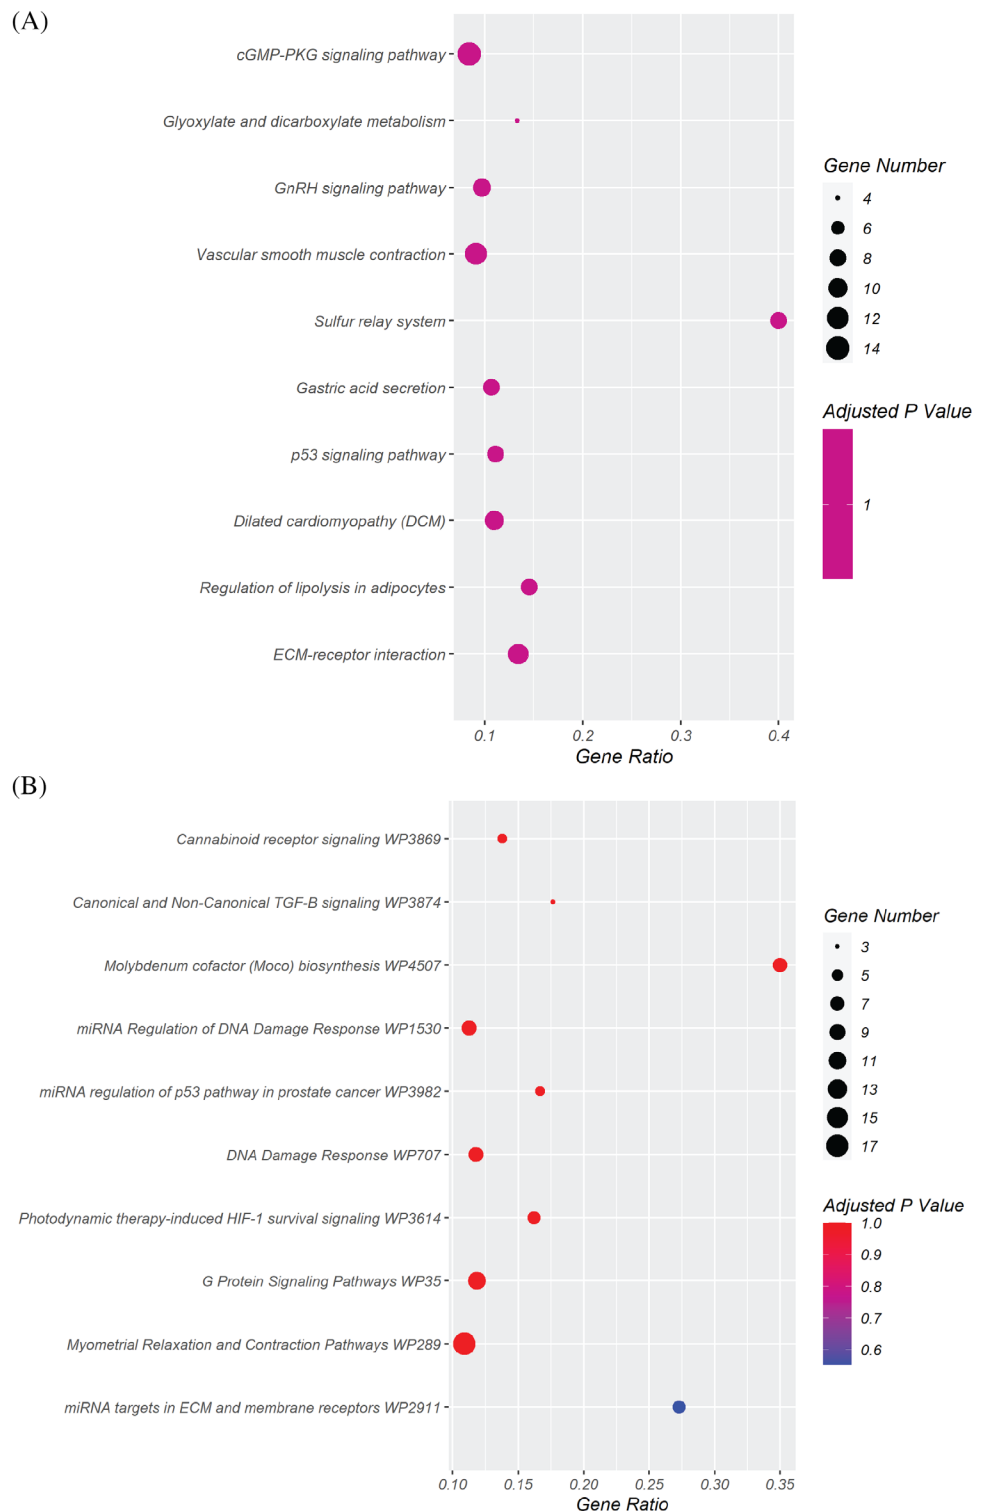 (A)
cGMP-PKG signaling pathway
Glyoxylate and dicarboxylate metabolism
GnRH signaling pathway
Vascular smooth muscle contraction
Sulfur relay system
Gastric acid secretion
p53 signaling pathway
Dilated cardiomyopathy (DCM)
Regulation of lipolysis in adipocytes
ECM-receptor interaction
0.1 0.2 0.3 0.4
Gene Ratio
Gene Number
4
6
8
10
12
14
Adjusted P Value
1
(B)
Cannabinoid receptor signaling WP3869
Canonical and Non-Canonical TGF-B signaling WP3874
Molybdenum cofactor (Moco) biosynthesis WP4507
miRNA Regulation of DNA Damage Response WP1530
miRNA regulation of p53 pathway in prostate cancer WP3982
DNA Damage Response WP707
Photodynamic therapy-induced HIF-1 survival signaling WP3614
G Protein Signaling Pathways WP35
Myometrial Relaxation and Contraction Pathways WP289
miRNA targets in ECM and membrane receptors WP2911
0.10 0.15 0.20 0.25 0.30 0.35
Gene Ratio
Gene Number
3
5
7
9
11
13
15
17
Adjusted P Value
1.0
0.9
0.8
0.7
0.6